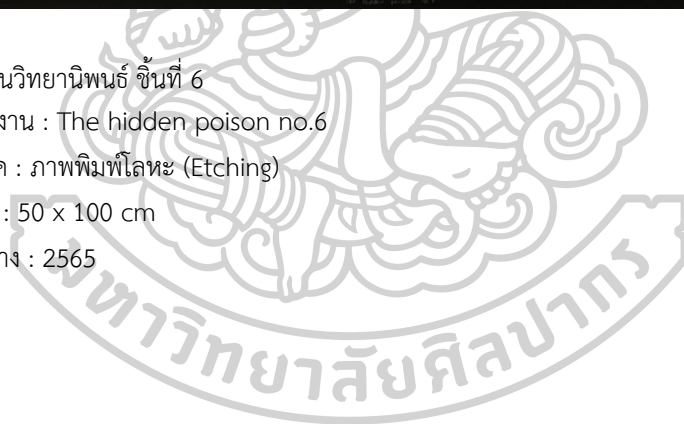 นวิทยานิพนธ์ ชิ้นที่ 6
งาน : The hidden poison no.6
ค : ภาพพิมพ์โลหะ (Etching)
: 50 x 100 cm
าง : 2565
มหาวิทยาลัยศิลปากร